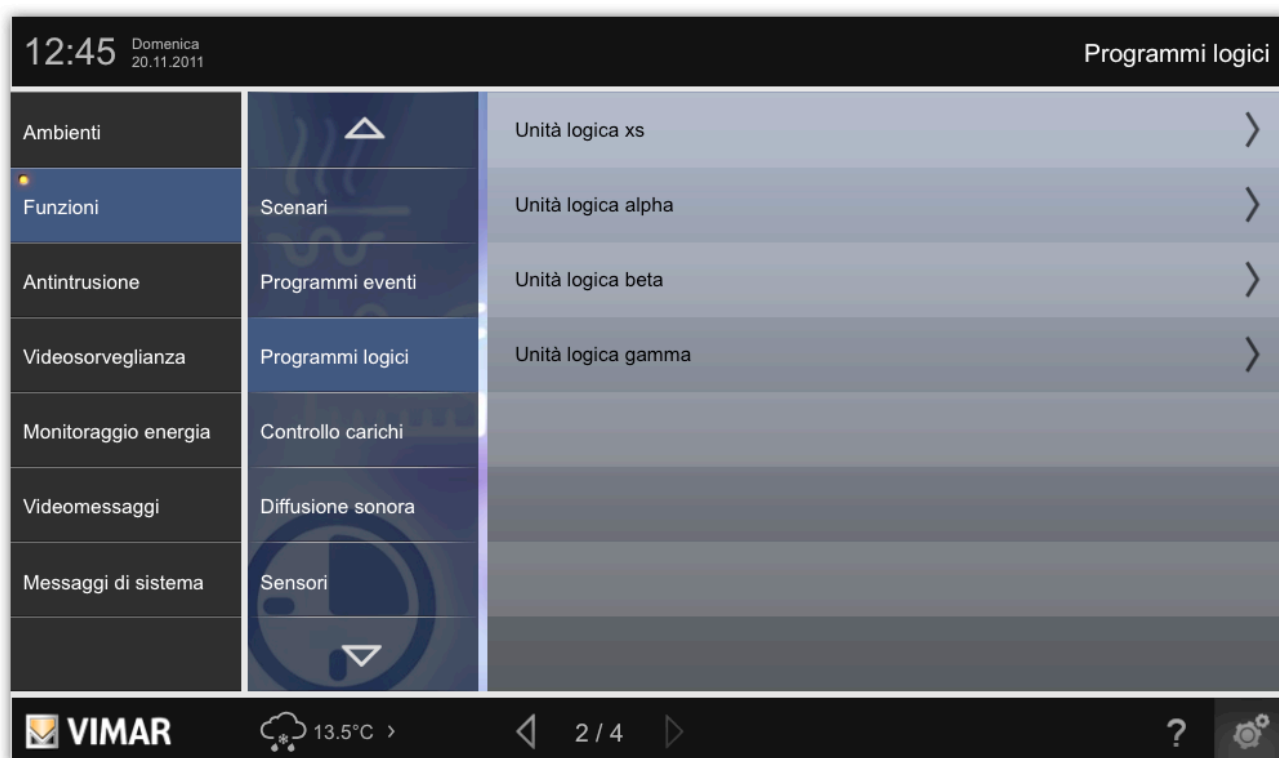 12:45 Domenica
20.11.2011
Programmi logici
Ambienti
Funzioni
Antintrusione
Videosorveglianza
Monitoraggio energia
Videomessaggi
Messaggi di sistema
Scenari
Programmi eventi
Programmi logici
Controllo carichi
Diffusione sonora
Sensori
Unità logica xs
Unità logica alpha
Unità logica beta
Unità logica gamma
VIMAR
13.5°C >
2 / 4
?